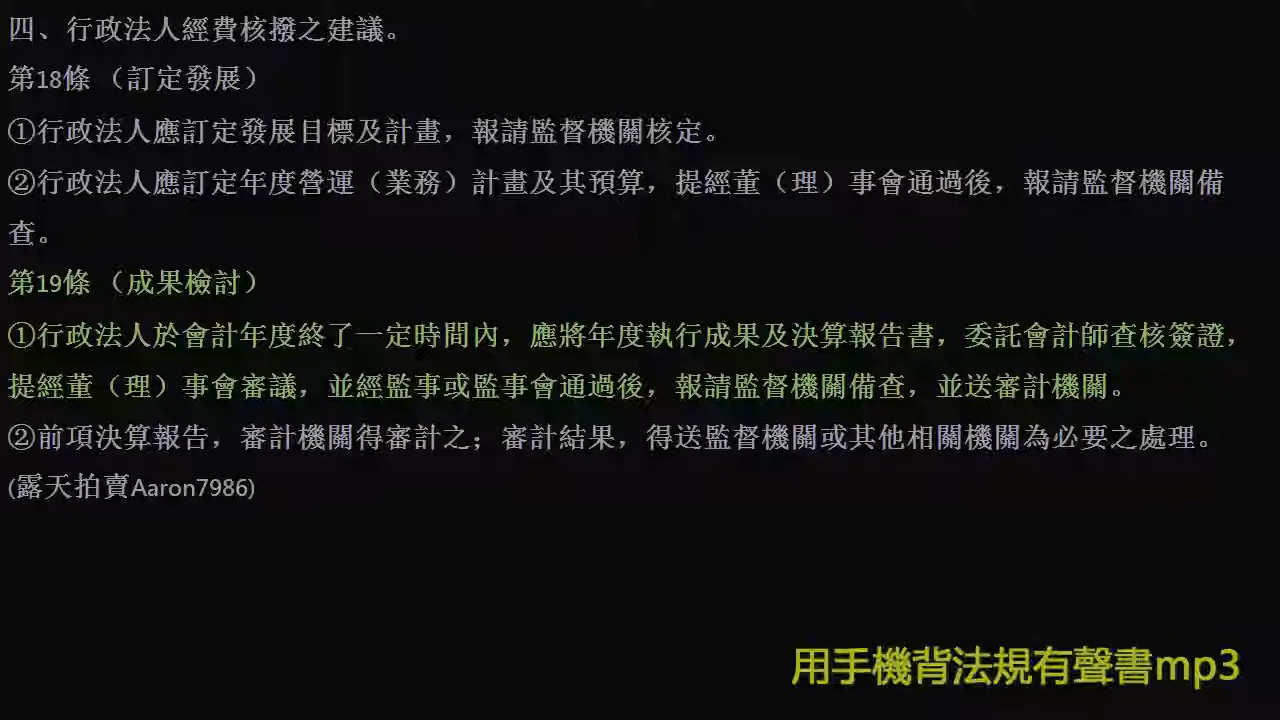 四、行政法人經費核撥之建議。
第18條 （訂定發展）
①行政法人應訂定發展目標及計畫，報請監督機關核定。
②行政法人應訂定年度營運（業務）計畫及其預算，提經董（理）事會通過後，報請監督機關備
查。
第19條 （成果檢討）
①行政法人於會計年度終了一定時間內，應將年度執行成果及決算報告書，委託會計師查核簽證，
提經董（理）事會審議，並經監事或監事會通過後，報請監督機關備查，並送審計機關。
②前項決算報告，審計機關得審計之；審計結果，得送監督機關或其他相關機關為必要之處理。
(露天拍賣Aaron7986)
用手機背法規有聲書mp3